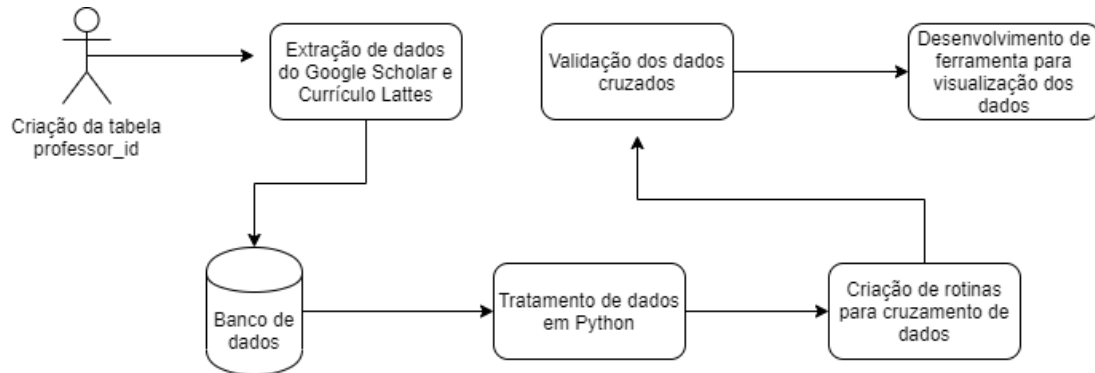 Criação da tabela
professor_id
Extração de dados
do Google Scholar e
Currículo Lattes
Banco de
dados
Tratamento de dados
em Python
Criação de rotinas
para cruzamento de
dados
Validação dos dados
cruzados
Desenvolvimento de
ferramenta para
visualização dos
dados